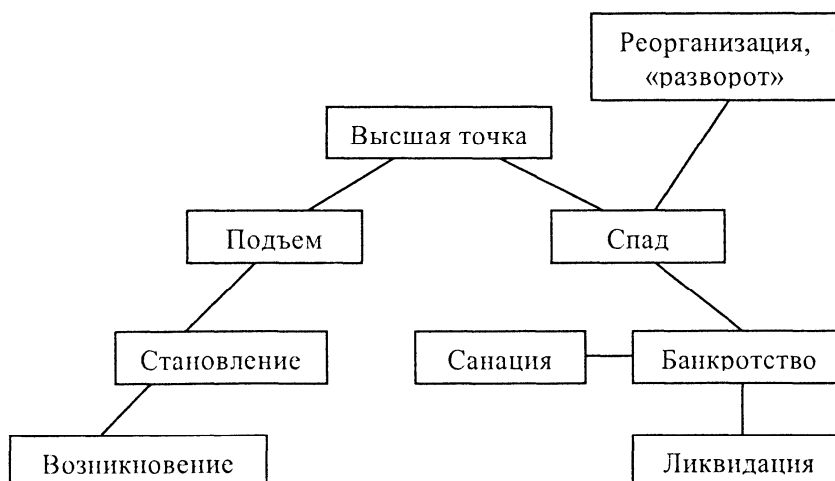 Реорганизация,
«разворот»
Высшая точка
Подъем
Спад
Становление
Санация
Банкротство
Возникновение
Ликвидация